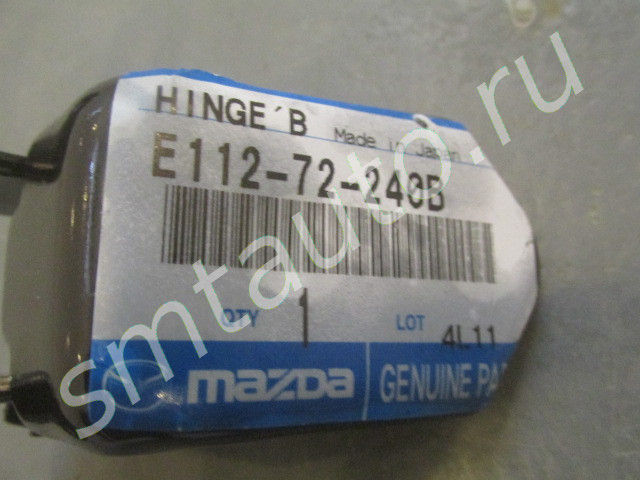 HINGE'B Made in Japan
E112-72-240B
QTY 1 LOT 4L11
mazda GENUINE PA
smtauto.ru